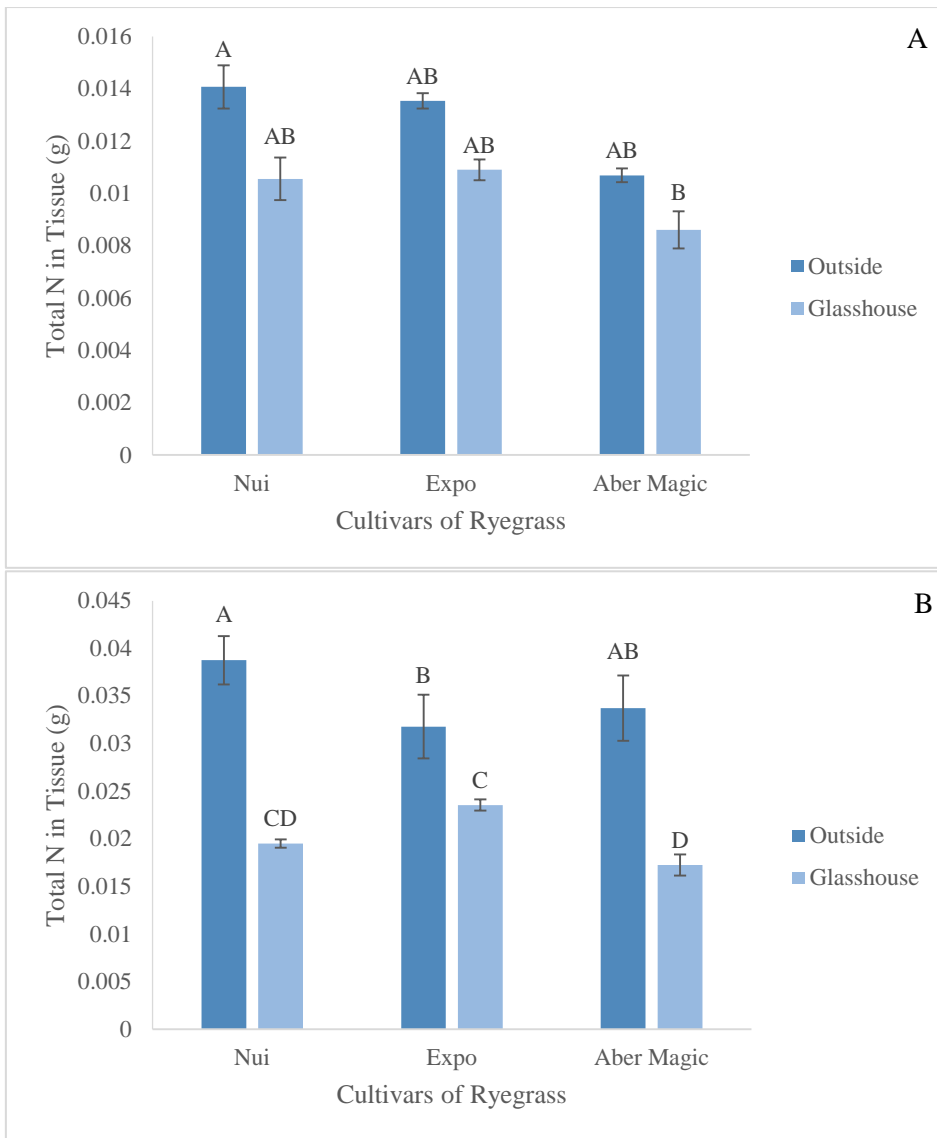 A
0.016
0.014
0.012
0.01
0.008
0.006
0.004
0.002
0
Total N in Tissue (g)
A
AB
AB
AB
AB
B
Nui
Expo
Aber Magic
Cultivars of Ryegrass
Outside
Glasshouse
B
0.045
0.04
0.035
0.03
0.025
0.02
0.015
0.01
0.005
0
Total N in Tissue (g)
A
CD
B
C
AB
D
Nui
Expo
Aber Magic
Cultivars of Ryegrass
Outside
Glasshouse